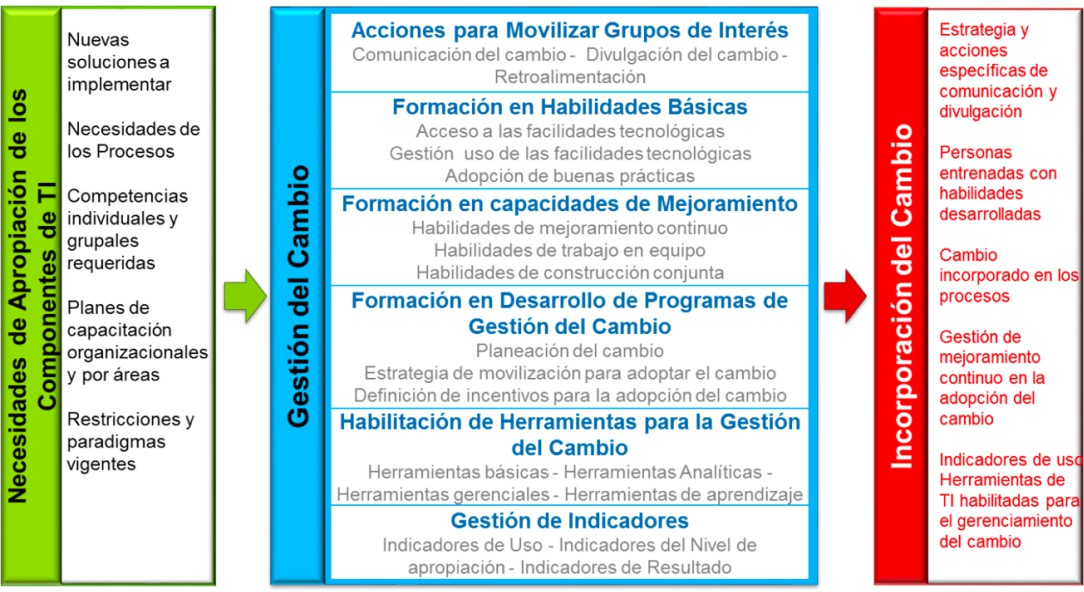 Necesidades de Apropiación de los
Componentes de TI
Nuevas
soluciones a
implementar
Necesidades de
los Procesos
Competencias
individuales y
grupales
requeridas
Planes de
capacitación
organizacionales
y por áreas
Restricciones y
paradigmas
vigentes
Gestión del Cambio
Acciones para Movilizar Grupos de Interés
Comunicación del cambio - Divulgación del cambio -
Retroalimentación
Formación en Habilidades Básicas
Acceso a las facilidades tecnológicas
Gestión uso de las facilidades tecnológicas
Adopción de buenas prácticas
Formación en capacidades de Mejoramiento
Habilidades de mejoramiento continuo
Habilidades de trabajo en equipo
Habilidades de construcción conjunta
Formación en Desarrollo de Programas de
Gestión del Cambio
Planeación del cambio
Estrategia de movilización para adoptar el cambio
Definición de incentivos para la adopción del cambio
Habilitación de Herramientas para la Gestión
del Cambio
Herramientas básicas - Herramientas Analíticas -
Herramientas gerenciales - Herramientas de aprendizaje
Gestión de Indicadores
Indicadores de Uso - Indicadores del Nivel de
apropiación - Indicadores de Resultado
Incorporación del Cambio
Estrategia y
acciones
específicas de
comunicación y
divulgación
Personas
entrenadas con
habilidades
desarrolladas
Cambio
incorporado en los
procesos
Gestión de
mejoramiento
continuo en la
adopción del
cambio
Indicadores de uso
Herramientas de
TI habilitadas para
el gerenciamiento
del cambio